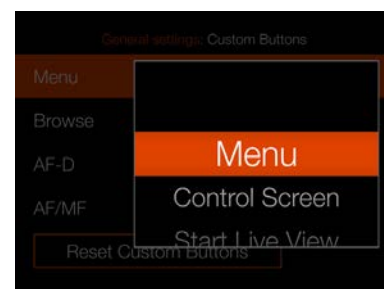 General settings: Custom Buttons
Menu
Browse
AF-D
AF/MF
Reset Custom Buttons
Menu
Control Screen
Start Live View